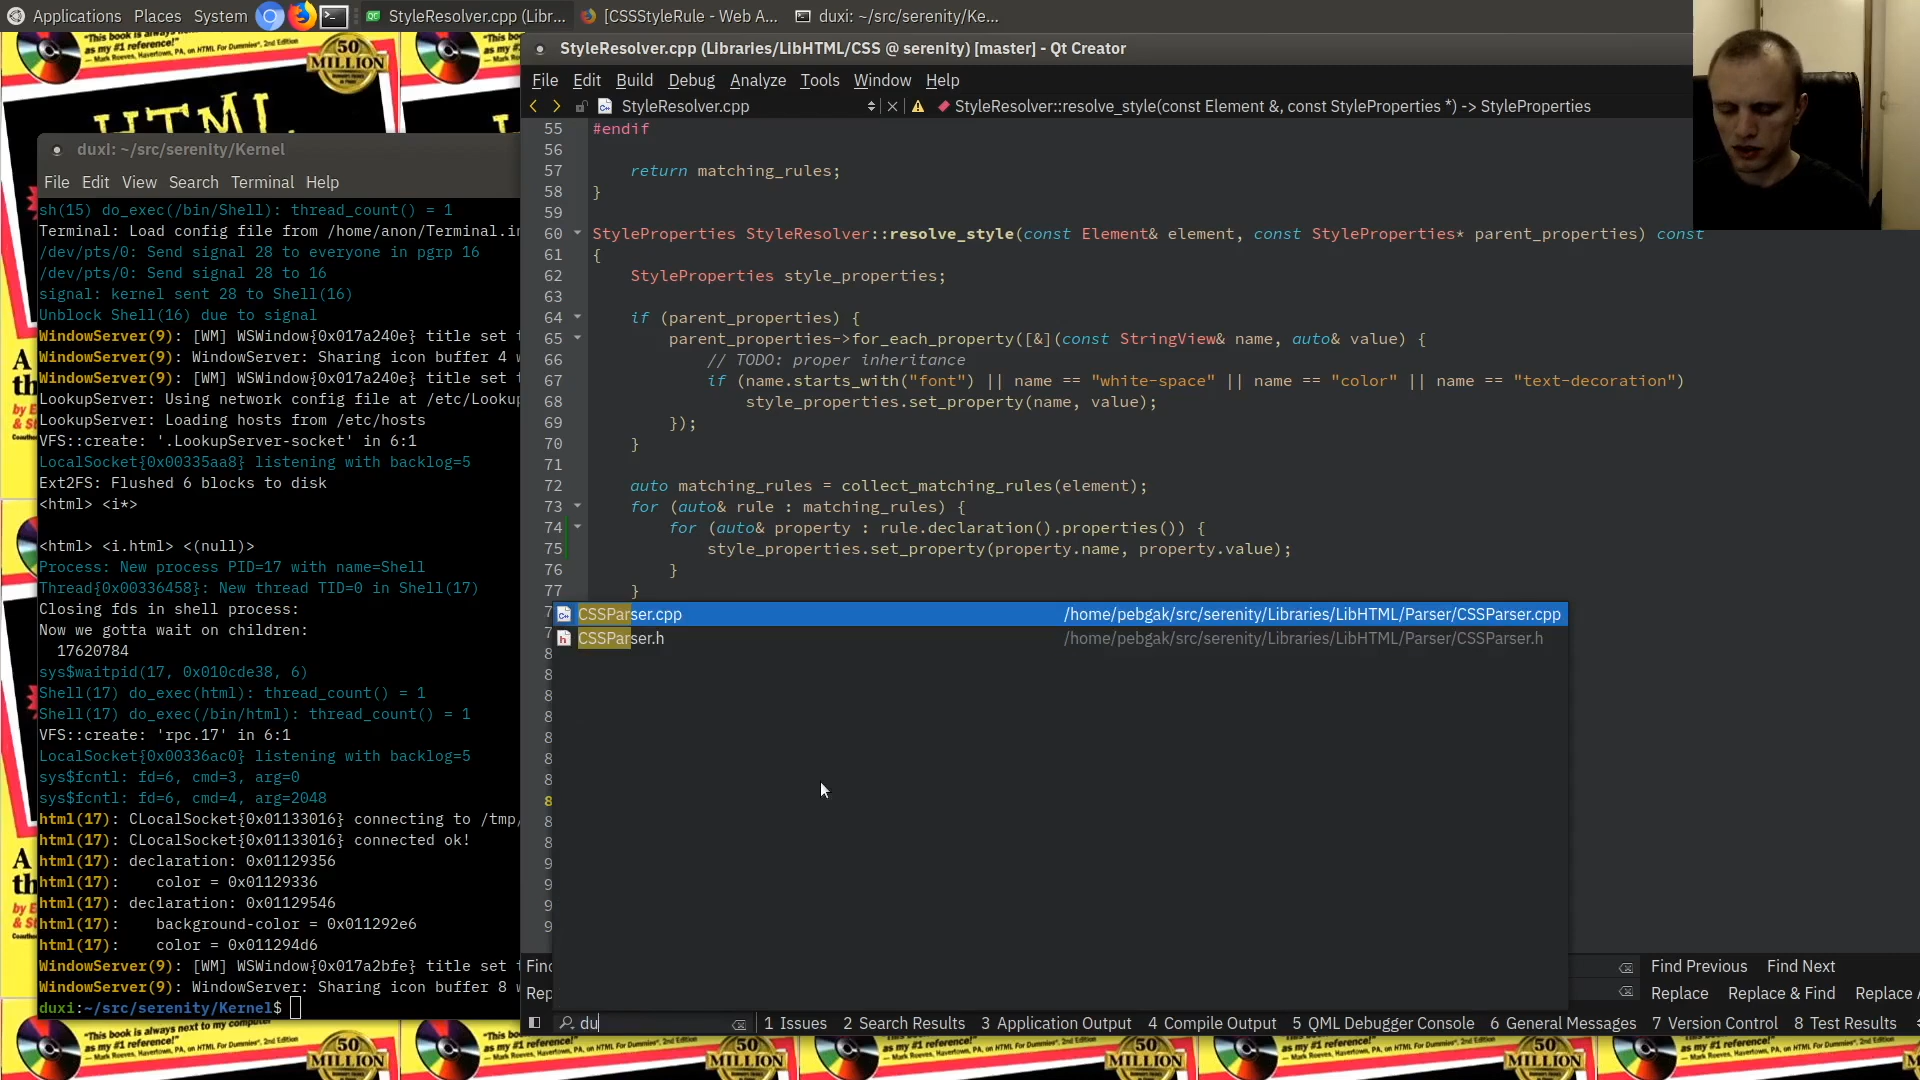 Applications Places System
StyleResolver.cpp (Libr...
[CSSStyleRule - Web A...
duxi: ~/src/serenity/Ke...
StyleResolver.cpp (Libraries/LibHTML/CSS @ serenity) [master] - Qt Creator
File Edit Build Debug Analyze Tools Window Help
StyleResolver.cpp
StyleResolver::resolve_style(const Element &, const StyleProperties *) -> StyleProperties
55 #endif
56
57 return matching_rules;
58 }
59
60 StyleProperties StyleResolver::resolve_style(const Element& element, const StyleProperties* parent_properties) const
61 {
62 StyleProperties style_properties;
63
64 if (parent_properties) {
65 parent_properties->for_each_property([&](const StringView& name, auto& value) {
66 // TODO: proper inheritance
67 if (name.starts_with("font") || name == "white-space" || name == "color" || name == "text-decoration")
68 style_properties.set_property(name, value);
69 });
70 }
71
72 auto matching_rules = collect_matching_rules(element);
73 for (auto& rule : matching_rules) {
74 for (auto& property : rule.declaration().properties()) {
75 style_properties.set_property(property.name, property.value);
76 }
77 }
CSSParser.cpp /home/pebgak/src/serenity/Libraries/LibHTML/Parser/CSSParser.cpp
CSSParser.h /home/pebgak/src/serenity/Libraries/LibHTML/Parser/CSSParser.h
Find Previous Find Next
Replace Replace & Find Replace
du
1 Issues 2 Search Results 3 Application Output 4 Compile Output 5 QML Debugger Console 6 General Messages 7 Version Control 8 Test Results
duxi: ~/src/serenity/Kernel
File Edit View Search Terminal Help
sh(15) do_exec(/bin/Shell): thread_count() = 1
Terminal: Load config file from /home/anon/Terminal.in
/dev/pts/0: Send signal 28 to everyone in pgrp 16
/dev/pts/0: Send signal 28 to 16
signal: kernel sent 28 to Shell(16)
Unblock Shell(16) due to signal
WindowServer(9): [WM] WSWindow{0x017a240e} title set t
WindowServer(9): WindowServer: Sharing icon buffer 4 w
WindowServer(9): [WM] WSWindow{0x017a240e} title set t
LookupServer: Using network config file at /etc/Lookup
LookupServer: Loading hosts from /etc/hosts
VFS::create: '.LookupServer-socket' in 6:1
LocalSocket{0x00335aa8} listening with backlog=5
Ext2FS: Flushed 6 blocks to disk
<html> <i*>
<html> <i.html> <(null)>
Process: New process PID=17 with name=Shell
Thread{0x00336458}: New thread TID=0 in Shell(17)
Closing fds in shell process:
Now we gotta wait on children:
17620784
sys$waitpid(17, 0x010cde38, 6)
Shell(17) do_exec(html): thread_count() = 1
Shell(17) do_exec(/bin/html): thread_count() = 1
VFS::create: 'rpc.17' in 6:1
LocalSocket{0x00336ac0} listening with backlog=5
sys$fcntl: fd=6, cmd=3, arg=0
sys$fcntl: fd=6, cmd=4, arg=2048
html(17): CLocalSocket{0x01133016} connecting to /tmp/
html(17): CLocalSocket{0x01133016} connected ok!
html(17): declaration: 0x01129356
html(17): color = 0x01129336
html(17): declaration: 0x01129546
html(17): background-color = 0x011292e6
html(17): color = 0x011294d6
WindowServer(9): [WM] WSWindow{0x017a2bfe} title set t
WindowServer(9): WindowServer: Sharing icon buffer 8 w
duxi:~/src/serenity/Kernel$
50 MILLION
HTML
"This book is always next to my computer"